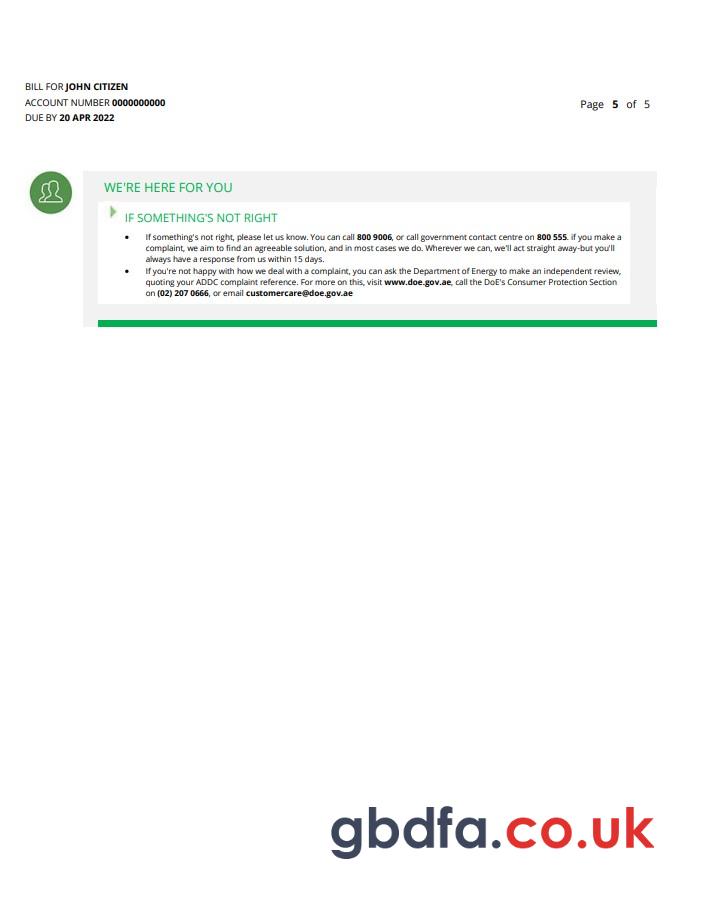 BILL FOR JOHN CITIZEN
ACCOUNT NUMBER 0000000000
DUE BY 20 APR 2022
Page 5 of 5
WE'RE HERE FOR YOU
IF SOMETHING'S NOT RIGHT
• If something's not right, please let us know. You can call 800 9006, or call government contact centre on 800 555. if you make a
complaint, we aim to find an agreeable solution, and in most cases we do. Wherever we can, we'll act straight away-but you'll
always have a response from us within 15 days.
• If you're not happy with how we deal with a complaint, you can ask the Department of Energy to make an independent review,
quoting your ADDC complaint reference. For more on this, visit www.doe.gov.ae, call the DoE's Consumer Protection Section
on (02) 207 0666, or email customercare@doe.gov.ae
gbdfa.co.uk